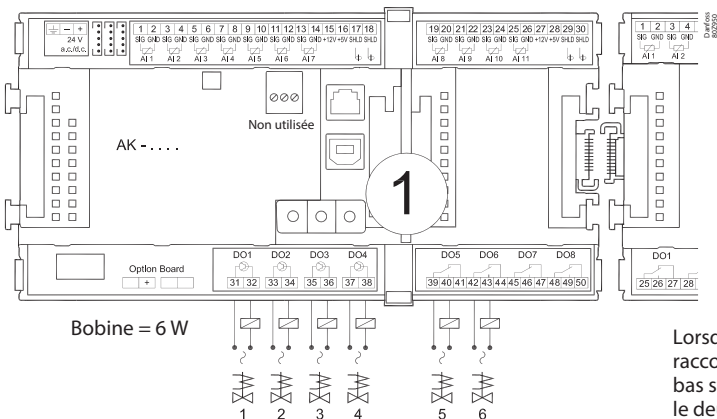 1 2 3 4 5 6 7 8 9 10 11 12 13 14 15 16 17 18
SIG GND SIG GND SIG GND SIG GND SIG GND SIG GND SIG GND +12V +5V SHLD SHLD
AI 1 AI 2 AI 3 AI 4 AI 5 AI 6 AI 7
19 20 21 22 23 24 25 26 27 28 29 30
SIG GND SIG GND SIG GND SIG GND +12V +5V SHLD SHLD
AI 8 AI 9 AI 10 AI 11
1 2 3 4
SIG GND SIG GND
AI 1 AI 2
Danfoss
80Z993
- +
24 V
a.c./d.c.
Non utilisée
AK - . . . .
1
Option Board
+
DO1 DO2 DO3 DO4
31 32 33 34 35 36 37 38
DO5 DO6 DO7 DO8
39 40 41 42 43 44 45 46 47 48 49 50
DO1
25 26 27 28
Bobine = 6 W
1 2 3 4 5 6
Lorsc
racco
bas s
le de